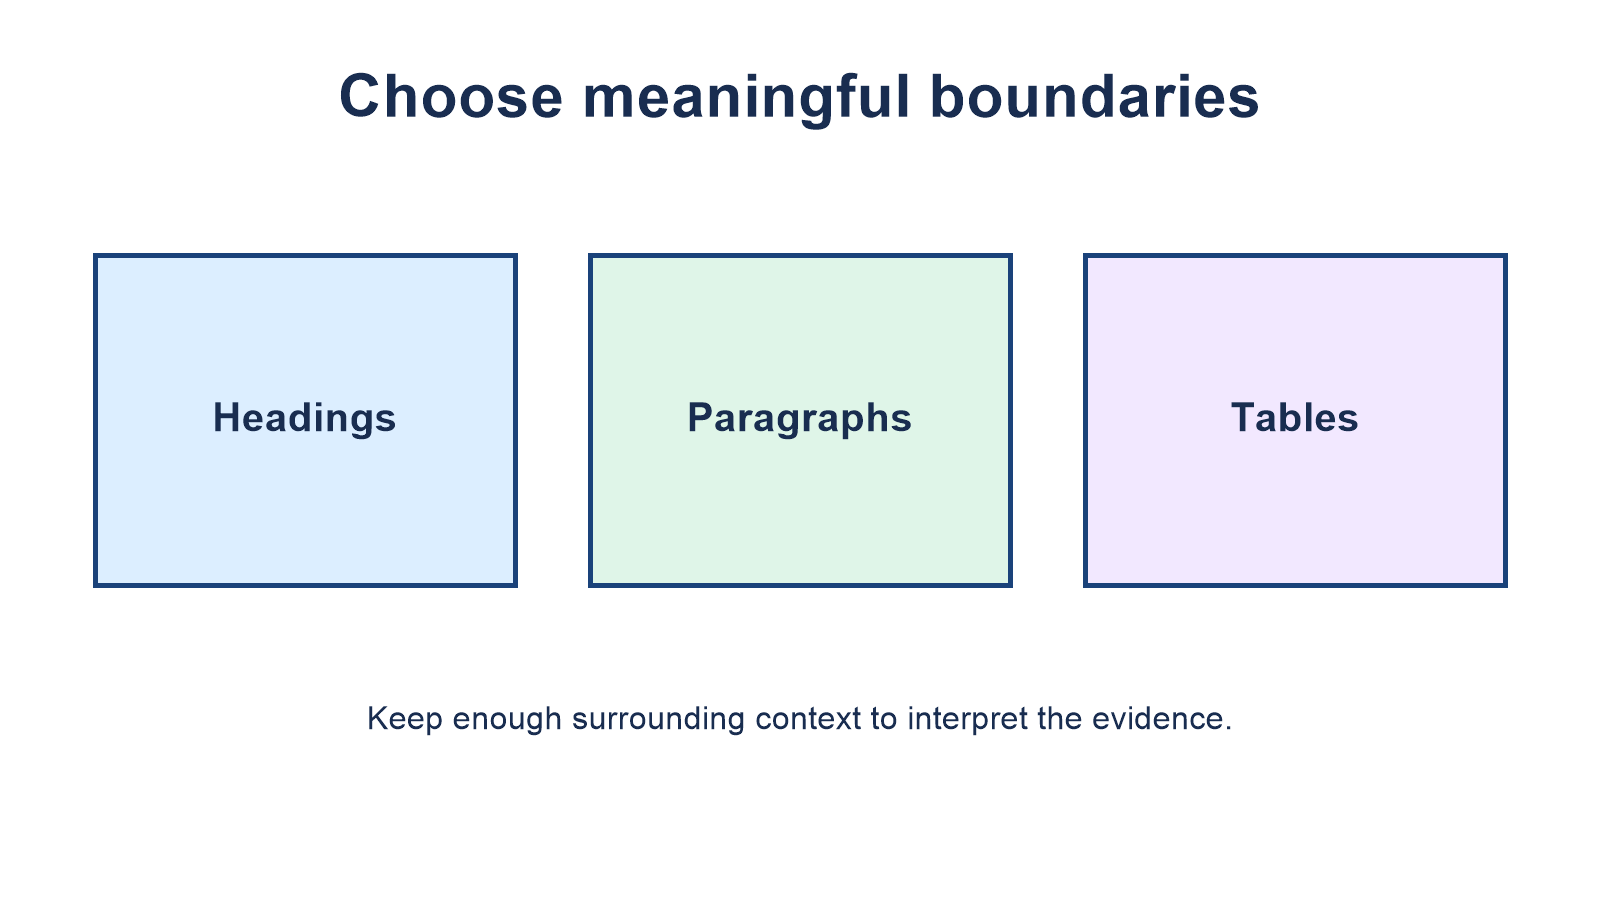 Choose meaningful boundaries
Headings
Paragraphs
Tables
Keep enough surrounding context to interpret the evidence.